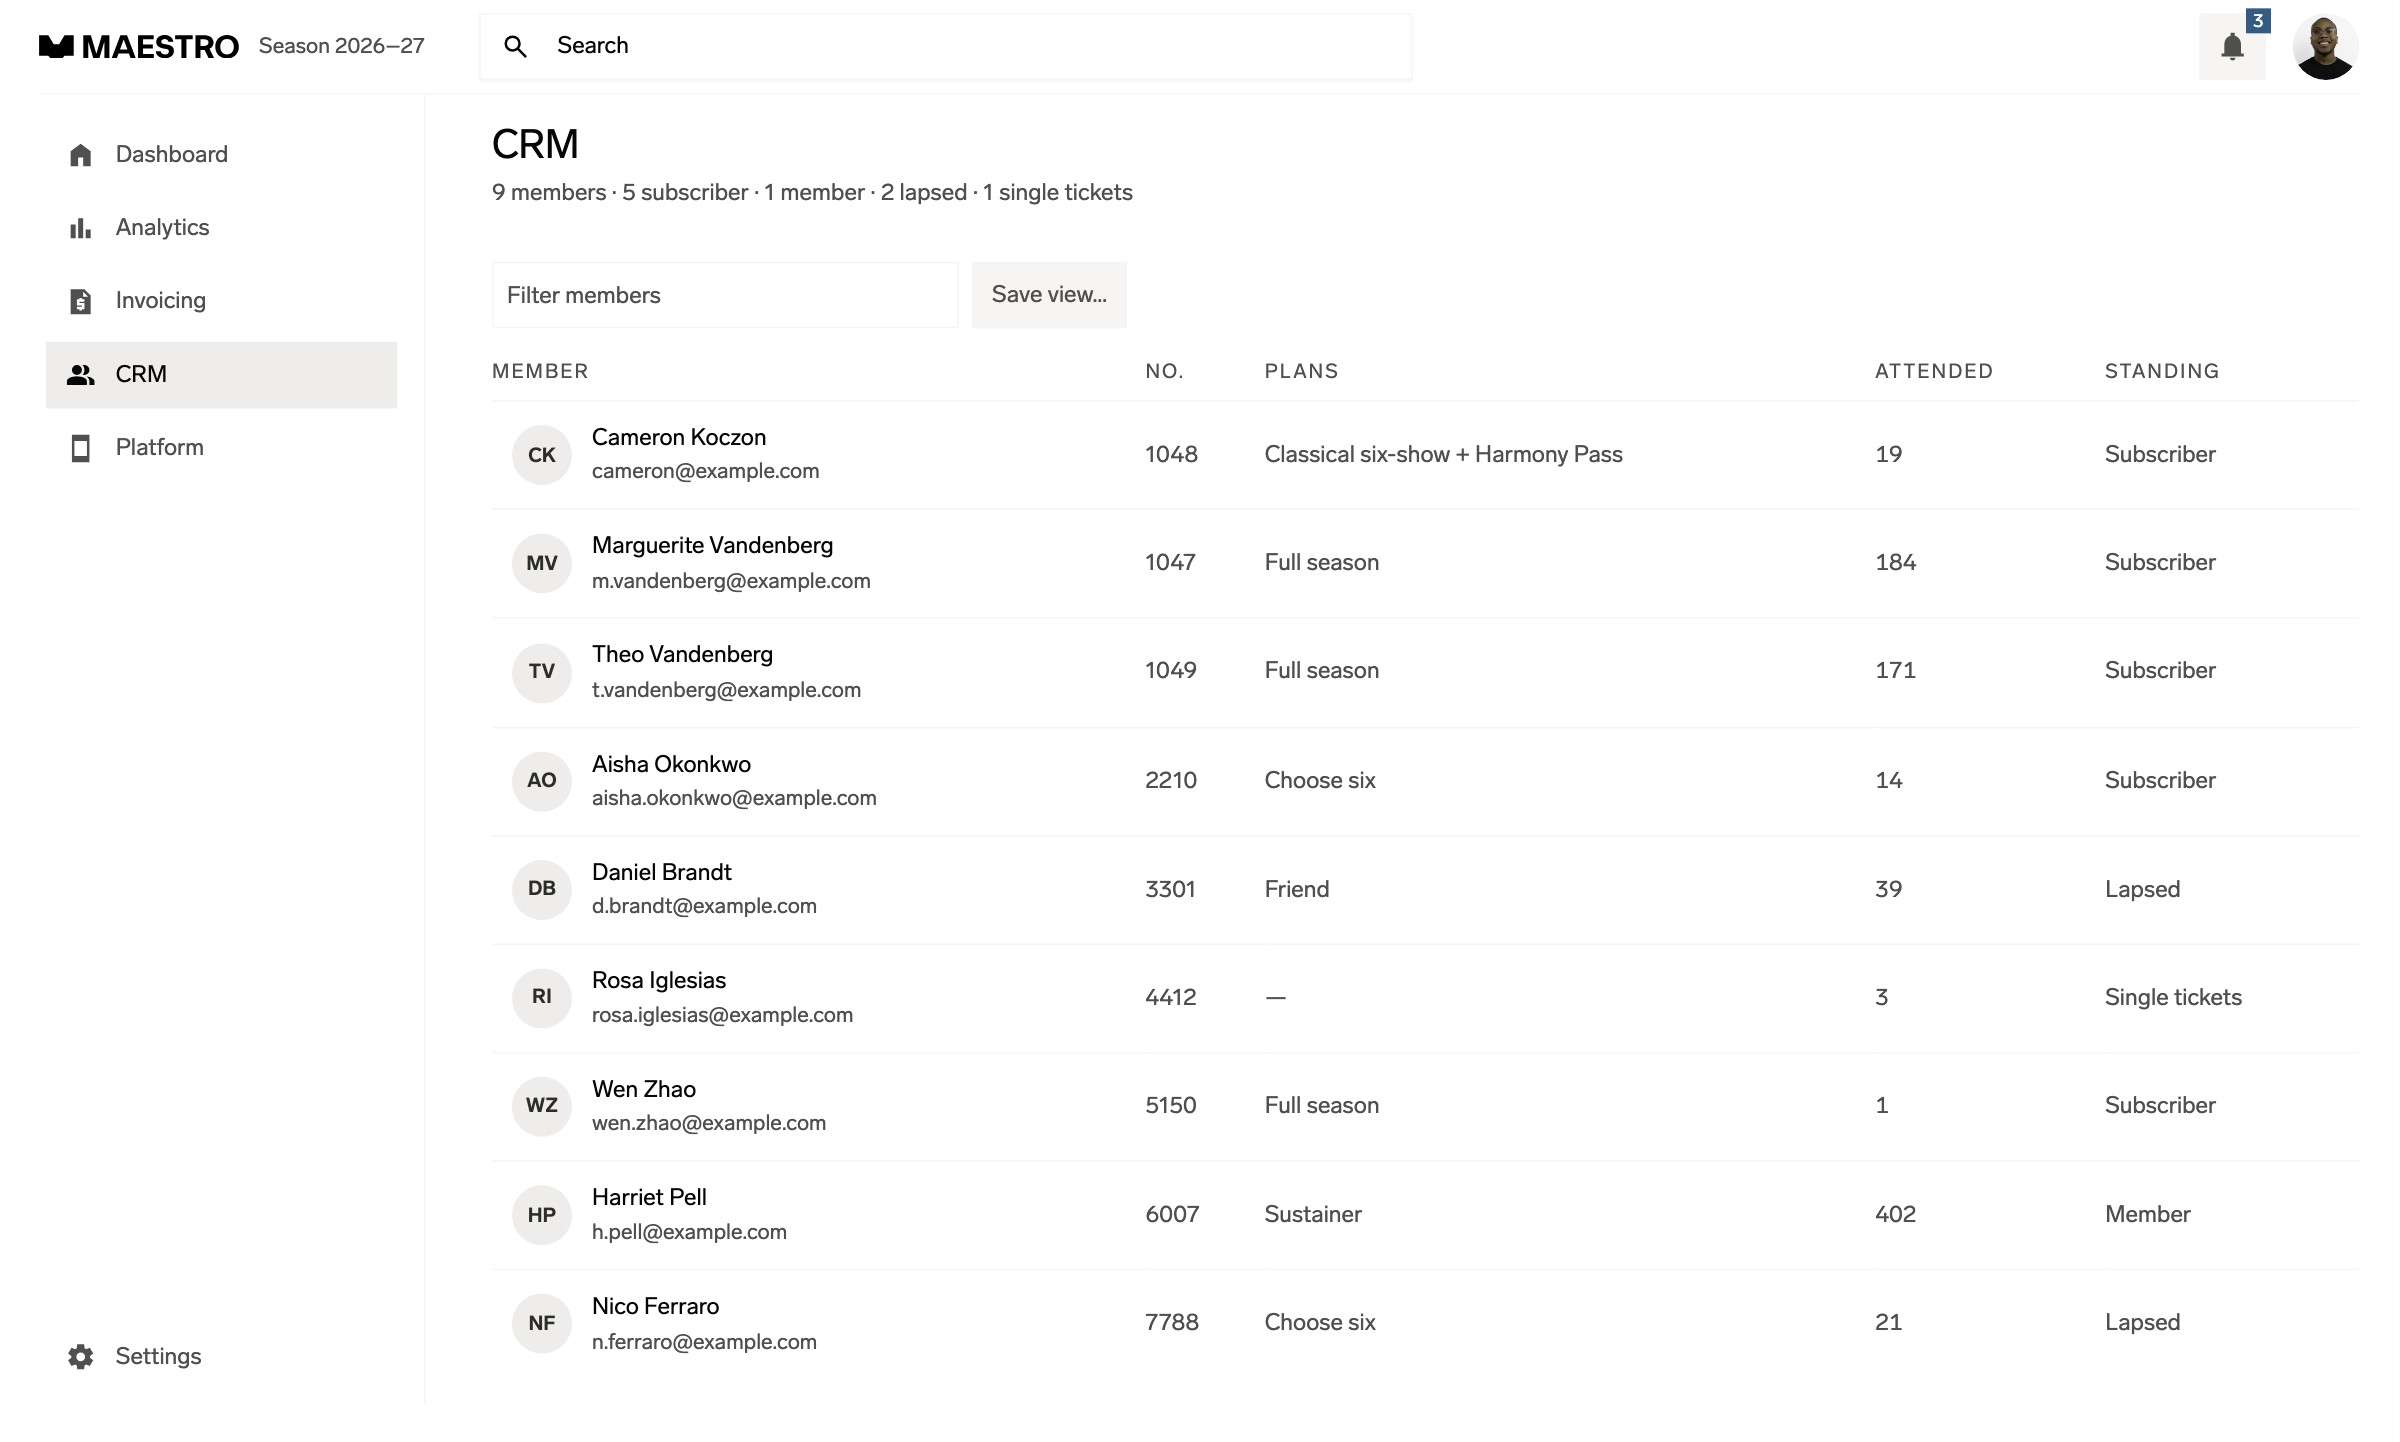 MAESTRO Season 2026–27
Search
3
Dashboard
Analytics
Invoicing
CRM
Platform
Settings
CRM
9 members · 5 subscriber · 1 member · 2 lapsed · 1 single tickets
Filter members
Save view...
MEMBER NO. PLANS ATTENDED STANDING
CK Cameron Koczon 1048 Classical six-show + Harmony Pass 19 Subscriber
cameron@example.com
MV Marguerite Vandenberg 1047 Full season 184 Subscriber
m.vandenberg@example.com
TV Theo Vandenberg 1049 Full season 171 Subscriber
t.vandenberg@example.com
AO Aisha Okonkwo 2210 Choose six 14 Subscriber
aisha.okonkwo@example.com
DB Daniel Brandt 3301 Friend 39 Lapsed
d.brandt@example.com
RI Rosa Iglesias 4412 — 3 Single tickets
rosa.iglesias@example.com
WZ Wen Zhao 5150 Full season 1 Subscriber
wen.zhao@example.com
HP Harriet Pell 6007 Sustainer 402 Member
h.pell@example.com
NF Nico Ferraro 7788 Choose six 21 Lapsed
n.ferraro@example.com